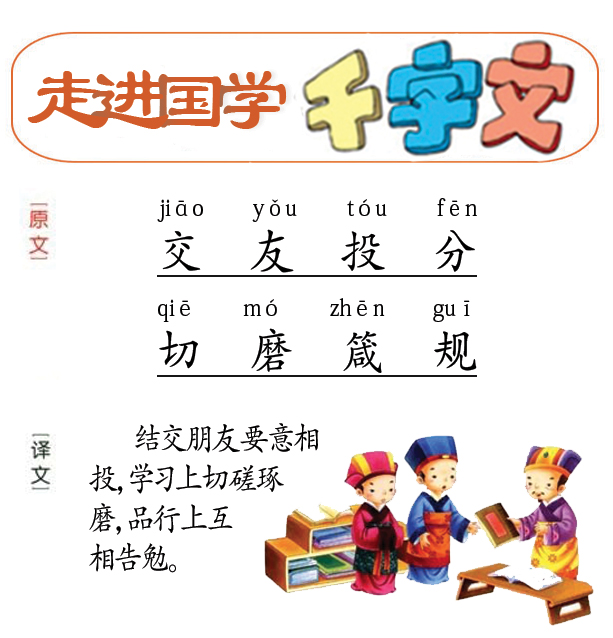 走进国学 千字文
原文
jiāo yǒu tóu fēn
交 友 投 分
qiē mó zhēn guī
切 磨 箴 规
译文
结交朋友要意相
投,学习上切磋琢
磨,品行上互
相告勉。